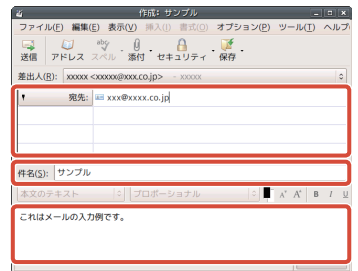 作成: サンプル
ファイル(F) 編集(E) 表示(V) 挿入(I) 書式(O) オプション(P) ツール(T) ヘルプ
送信 アドレス スペル 添付 セキュリティ 保存
差出人(R): xxxxx <xxxxx@xxx.co.jp> - xxxxx
宛先: xxx@xxxx.co.jp
件名(S): サンプル
本文のテキスト プロポーショナル A A B I U
これはメールの入力例です。